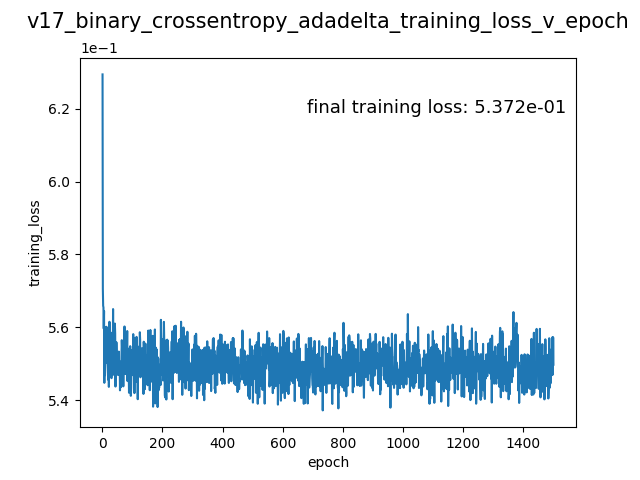 v17_binary_crossentropy_adadelta_training_loss_v_epoch
1e−1
final training loss: 5.372e-01
6.2
6.0
5.8
5.6
5.4
training_loss
0 200 400 600 800 1000 1200 1400
epoch